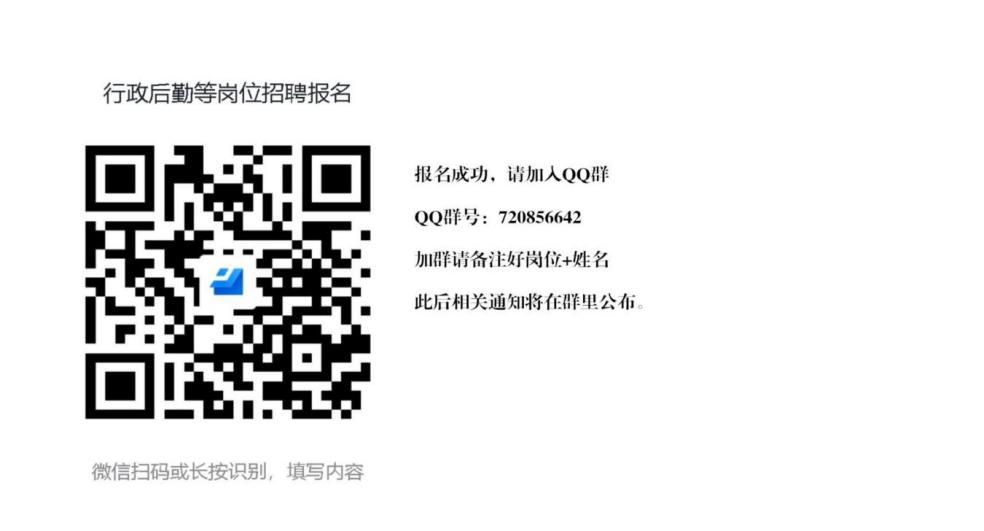 行政后勤等岗位招聘报名
报名成功，请加入QQ群
QQ群号：720856642
加群请备注好岗位+姓名
此后相关通知将在群里公布。
微信扫码或长按识别，填写内容